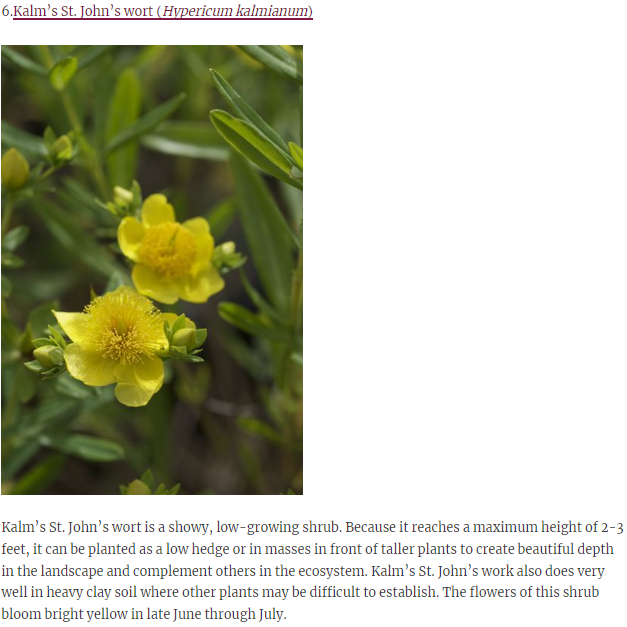 6.Kalm’s St. John’s wort (Hypericum kalmianum)
Kalm’s St. John’s wort is a showy, low-growing shrub. Because it reaches a maximum height of 2-3
feet, it can be planted as a low hedge or in masses in front of taller plants to create beautiful depth
in the landscape and complement others in the ecosystem. Kalm’s St. John’s work also does very
well in heavy clay soil where other plants may be difficult to establish. The flowers of this shrub
bloom bright yellow in late June through July.